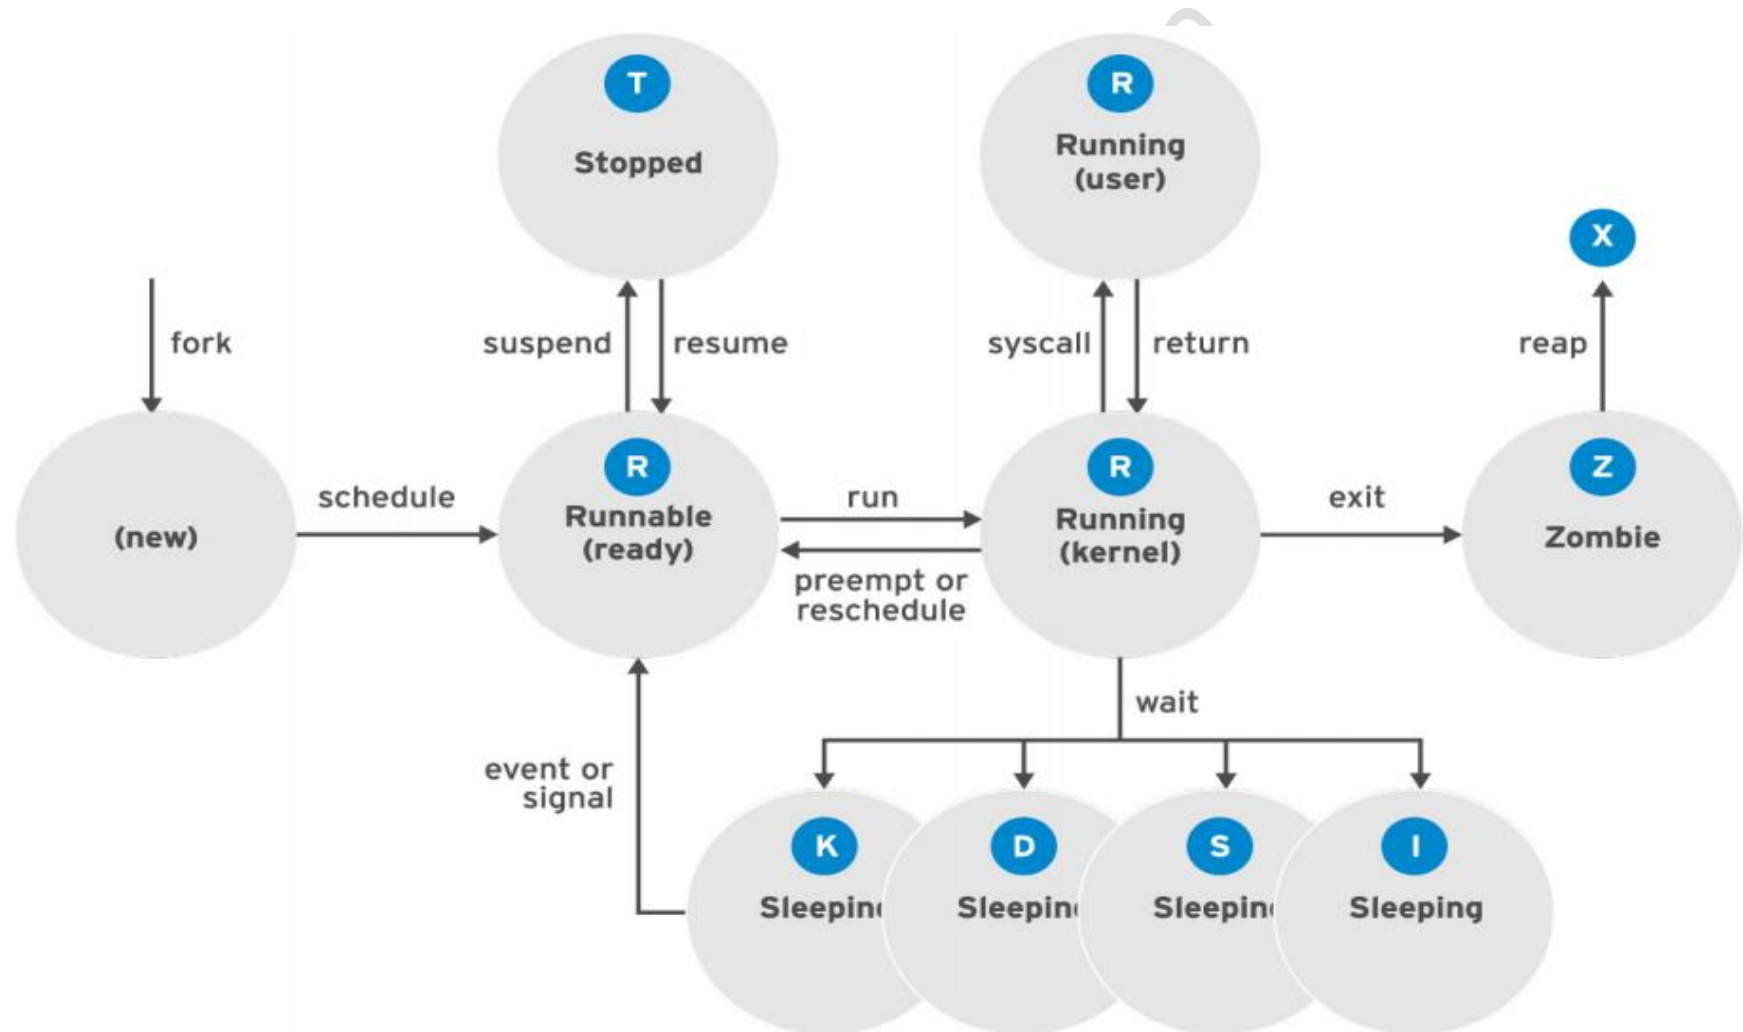 T
Stopped
R
Running
(user)
X
fork
suspend
resume
syscall
return
reap
(new)
schedule
R
Runnable
(ready)
run
preempt or
reschedule
R
Running
(kernel)
exit
Z
Zombie
wait
event or
signal
K
Sleepin
D
Sleepin
S
Sleepin
I
Sleeping